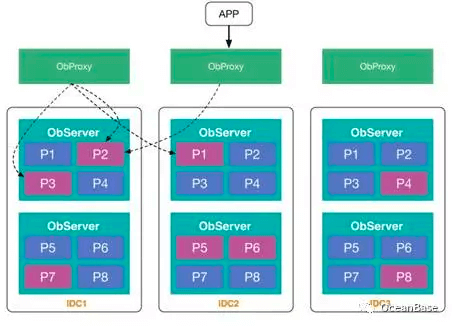 APP
ObProxy
ObProxy
ObProxy
ObServer
P1 P2
P3 P4
ObServer
P5 P6
P7 P8
IDC1
ObServer
P1 P2
P3 P4
ObServer
P5 P6
P7 P8
IDC2
ObServer
P1 P2
P3 P4
ObServer
P5 P6
P7 P8
IDC3
OceanBase